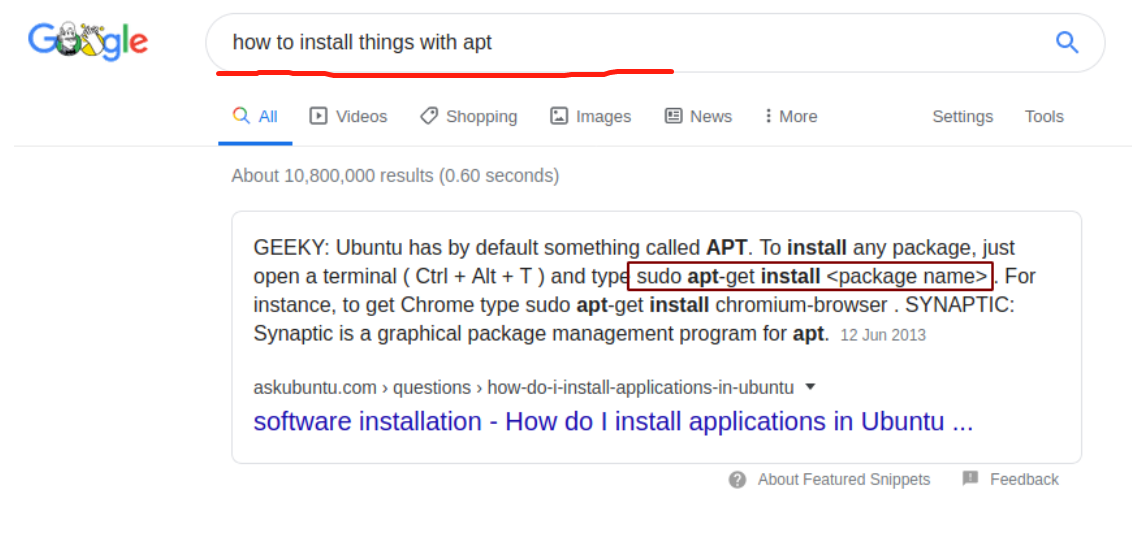 Google
how to install things with apt
All Videos Shopping Images News More Settings Tools
About 10,800,000 results (0.60 seconds)
GEEKY: Ubuntu has by default something called APT. To install any package, just
open a terminal ( Ctrl + Alt + T ) and type sudo apt-get install <package name> . For
instance, to get Chrome type sudo apt-get install chromium-browser . SYNAPTIC:
Synaptic is a graphical package management program for apt. 12 Jun 2013
askubuntu.com › questions › how-do-i-install-applications-in-ubuntu
software installation - How do I install applications in Ubuntu ...
About Featured Snippets Feedback